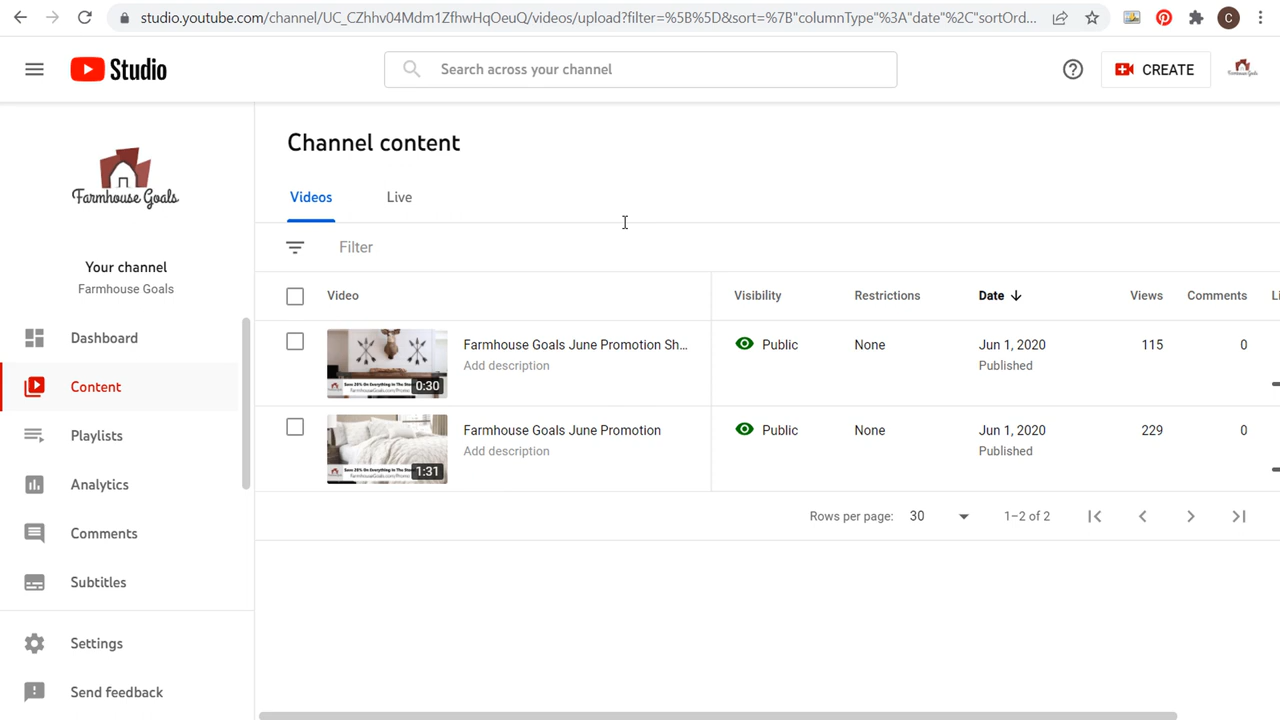 studio.youtube.com/channel/UC_CZhhv04Mdm1ZfhwHqOeuQ/videos/upload?filter=%5B%5D&sort=%7B"columnType"%3A"date"%2C"sortOrd...
C
Studio
Search across your channel
CREATE
Farmhouse Goals
Farmhouse Goals
Your channel
Farmhouse Goals
Dashboard
Content
Playlists
Analytics
Comments
Subtitles
Settings
Send feedback
Channel content
Videos Live
Filter
Video Visibility Restrictions Date Views Comments Li
Farmhouse Goals June Promotion Sh... Public None Jun 1, 2020 115 0
Add description Published
0:30
Farmhouse Goals June Promotion Public None Jun 1, 2020 229 0
Add description Published
1:31
Rows per page: 30 1–2 of 2